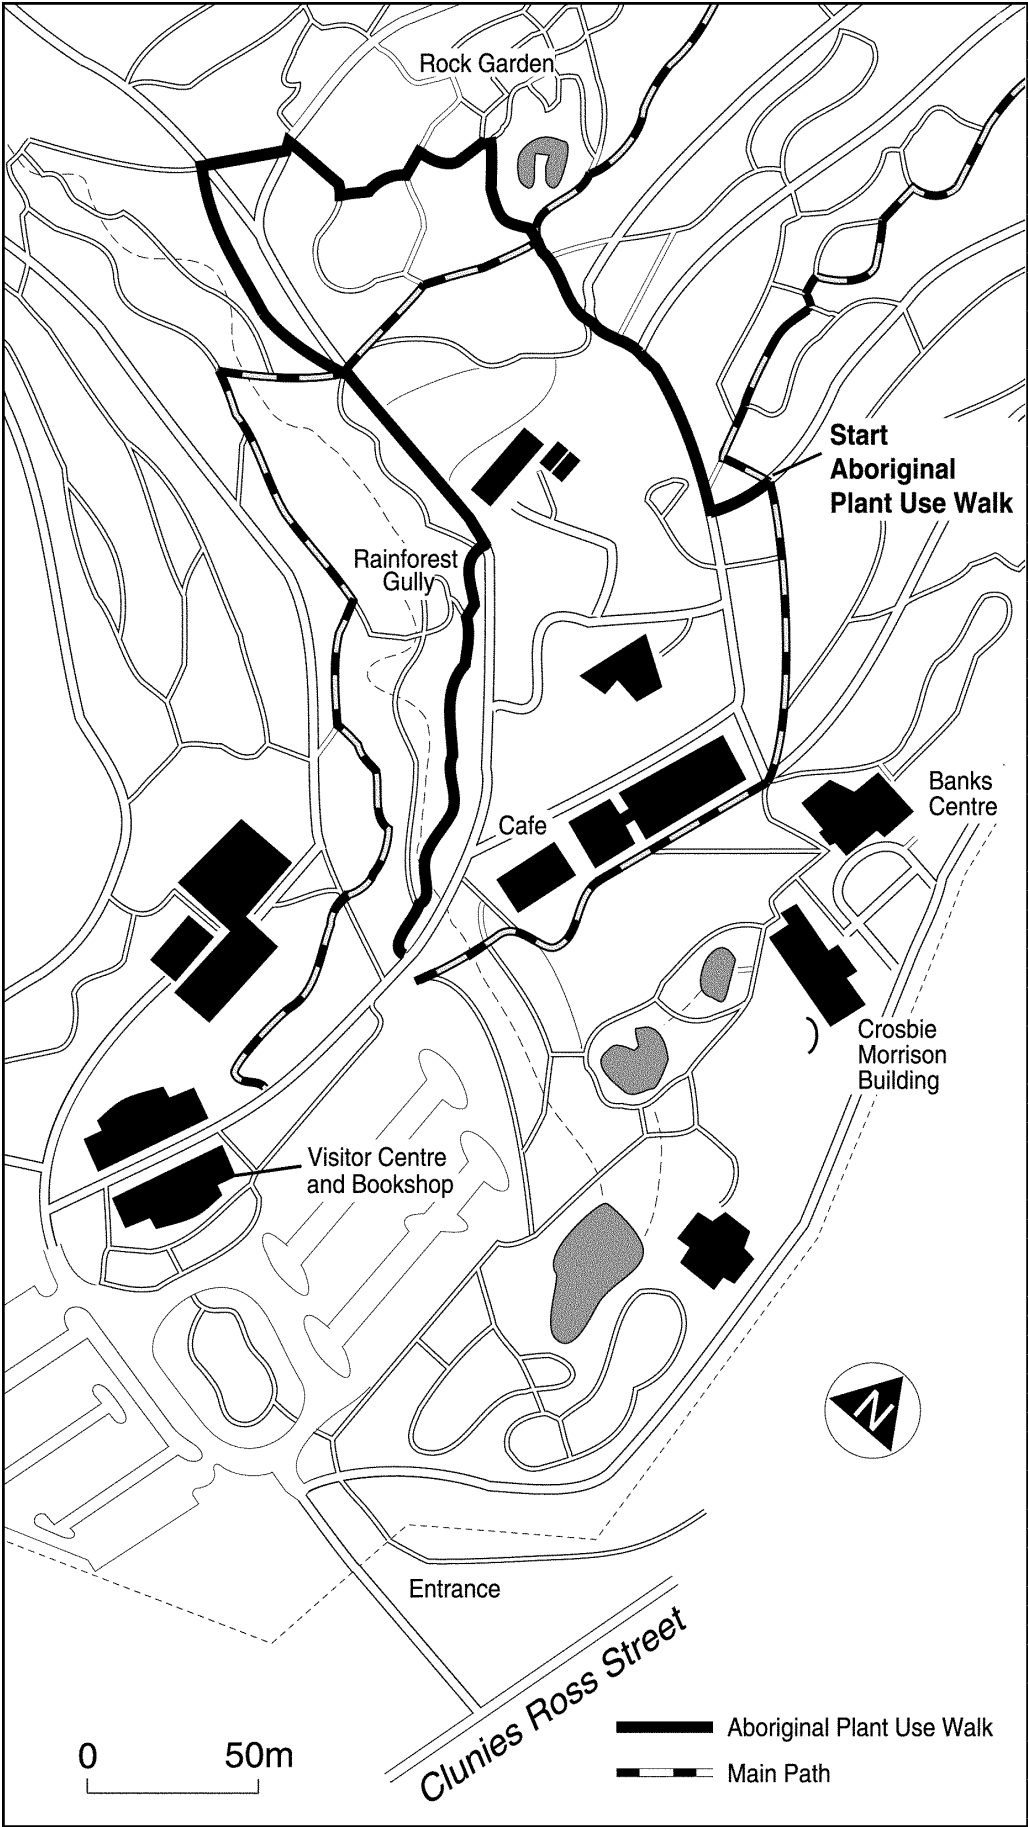 Rock Garden
Start
Aboriginal
Plant Use Walk
Rainforest
Gully
Banks
Centre
Cafe
Crosbie
Morrison
Building
Visitor Centre
and Bookshop
N
Entrance
Clunies Ross Street
Aboriginal Plant Use Walk
Main Path
0 50m